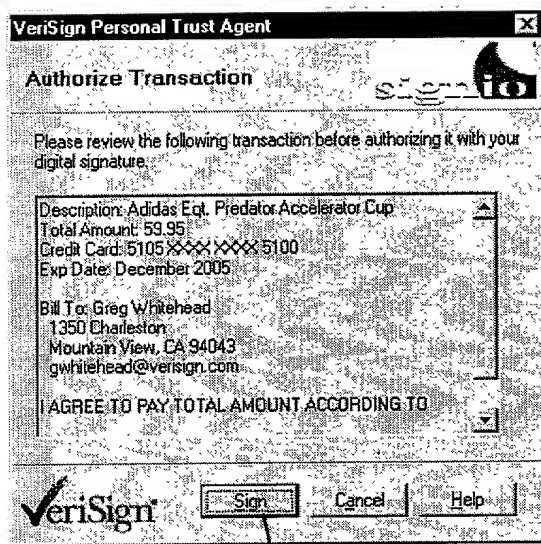 VeriSign Personal Trust Agent
Authorize Transaction
signio
Please review the following transaction before authorizing it with your
digital signature.
Description: Adidas Eqt. Predator Accelerator Cup
Total Amount: 59.95
Credit Card: 5105 XXXX XXXX 5100
Exp Date: December 2005
Bill To: Greg Whitehead
1350 Charleston
Mountain View, CA 94043
gwhitehead@verisign.com
I AGREE TO PAY TOTAL AMOUNT ACCORDING TO
VeriSign
Sign
Cancel
Help